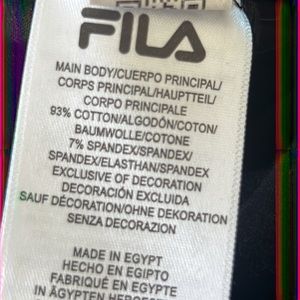 FILA
MAIN BODY/CUERPO PRINCIPAL/
CORPS PRINCIPAL/HAUPTTEIL/
CORPO PRINCIPALE
93% COTTON/ALGODÓN/COTON/
BAUMWOLLE/COTONE
7% SPANDEX/SPANDEX/
SPANDEX/ELASTHAN/SPANDEX
EXCLUSIVE OF DECORATION
DECORACIÓN EXCLUIDA
SAUF DÉCORATION/OHNE DEKORATION
SENZA DECORAZION
MADE IN EGYPT
HECHO EN EGIPTO
FABRIQUÉ EN EGYPTE
IN ÄGYPTEN